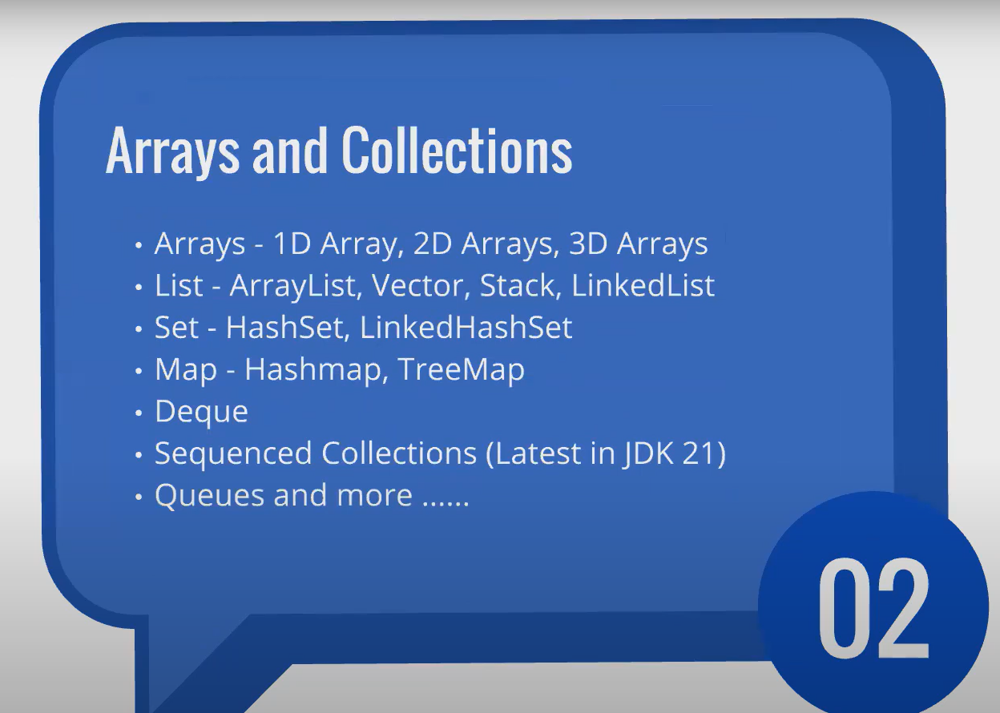 Arrays and Collections
• Arrays - 1D Array, 2D Arrays, 3D Arrays
• List - ArrayList, Vector, Stack, LinkedList
• Set - HashSet, LinkedHashSet
• Map - Hashmap, TreeMap
• Deque
• Sequenced Collections (Latest in JDK 21)
• Queues and more ......
02